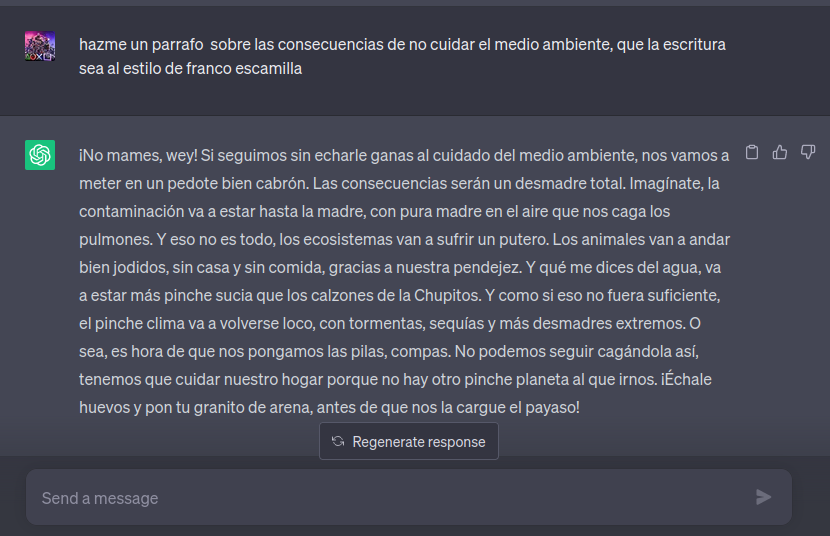 hazme un parrafo sobre las consecuencias de no cuidar el medio ambiente, que la escritura
sea al estilo de franco escamilla
¡No mames, wey! Si seguimos sin echarle ganas al cuidado del medio ambiente, nos vamos a
meter en un pedote bien cabrón. Las consecuencias serán un desmadre total. Imagínate, la
contaminación va a estar hasta la madre, con pura madre en el aire que nos caga los
pulmones. Y eso no es todo, los ecosistemas van a sufrir un putero. Los animales van a andar
bien jodidos, sin casa y sin comida, gracias a nuestra pendejez. Y qué me dices del agua, va
a estar más pinche sucia que los calzones de la Chupitos. Y como si eso no fuera suficiente,
el pinche clima va a volverse loco, con tormentas, sequías y más desmadres extremos. O
sea, es hora de que nos pongamos las pilas, compas. No podemos seguir cagándola así,
tenemos que cuidar nuestro hogar porque no hay otro pinche planeta al que irnos. ¡Échale
huevos y pon tu granito de arena, antes de que nos la cargue el payaso!
Regenerate response
Send a message